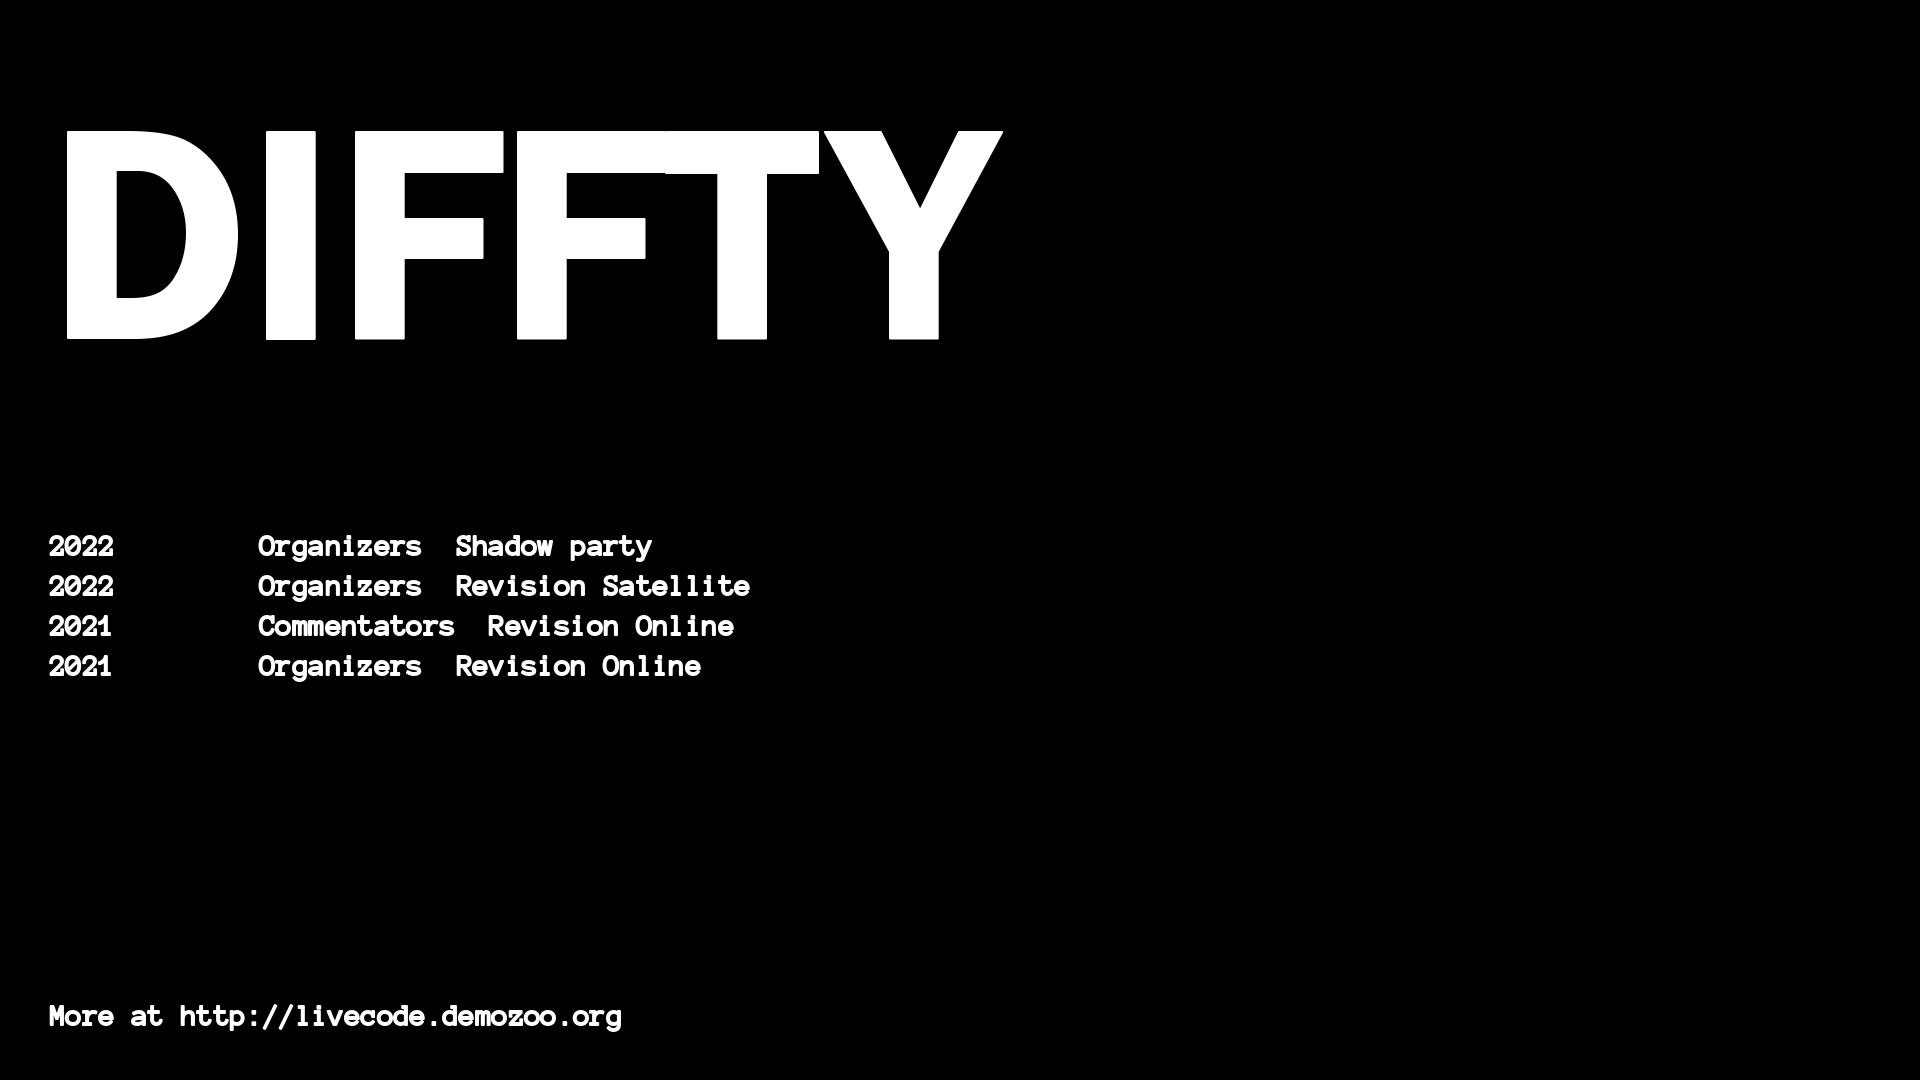 DIFFTY
2022 Organizers Shadow party
2022 Organizers Revision Satellite
2021 Commentators Revision Online
2021 Organizers Revision Online
More at http://livecode.demozoo.org